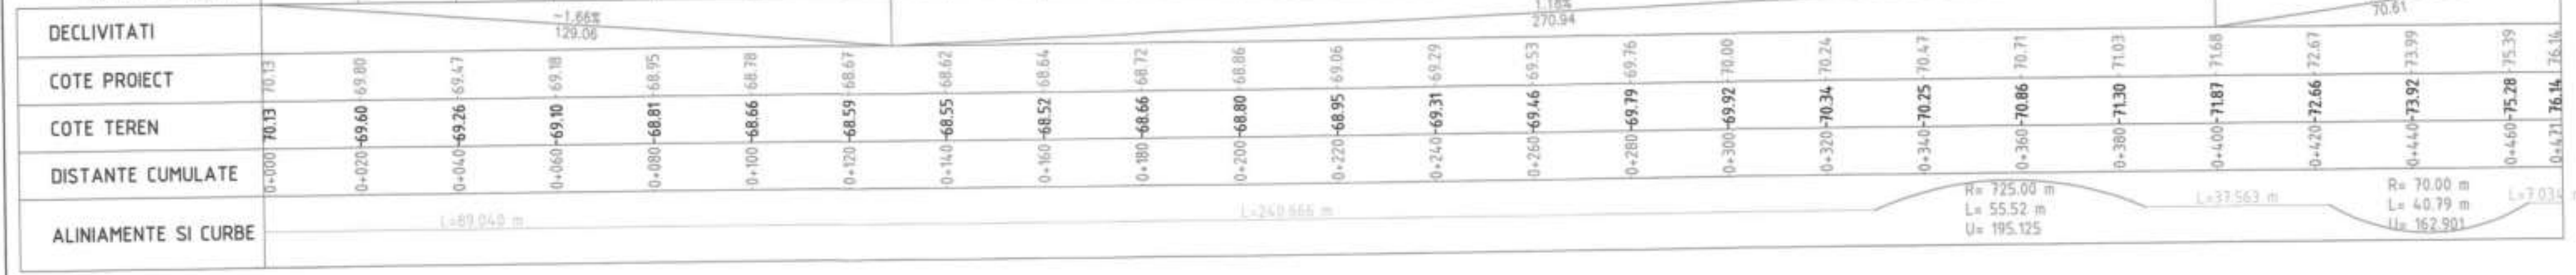 DECLIVITATI -1.66% 129.06 1.18% 270.94 70.61
COTE PROIECT 70.13 69.80 69.47 69.18 68.95 68.78 68.67 68.62 68.64 68.72 68.86 69.06 69.29 69.53 69.76 70.00 70.24 70.47 70.71 71.03 71.68 72.67 73.99 75.39 76.14
COTE TEREN 70.13 69.60 69.26 69.10 68.81 68.66 68.59 68.55 68.52 68.66 68.80 68.95 69.31 69.46 69.79 69.92 70.34 70.25 70.86 71.30 71.87 72.66 73.92 75.28 76.14
DISTANTE CUMULATE 0+000 0+020 0+040 0+060 0+080 0+100 0+120 0+140 0+160 0+180 0+200 0+220 0+240 0+260 0+280 0+300 0+320 0+340 0+360 0+380 0+400 0+420 0+440 0+460 0+471
ALINIAMENTE SI CURBE L=89.040 m L=240.666 m
R= 725.00 m
L= 55.52 m
U= 195.125
L=37.563 m
R= 70.00 m
L= 40.79 m
U= 162.901
L=7.034